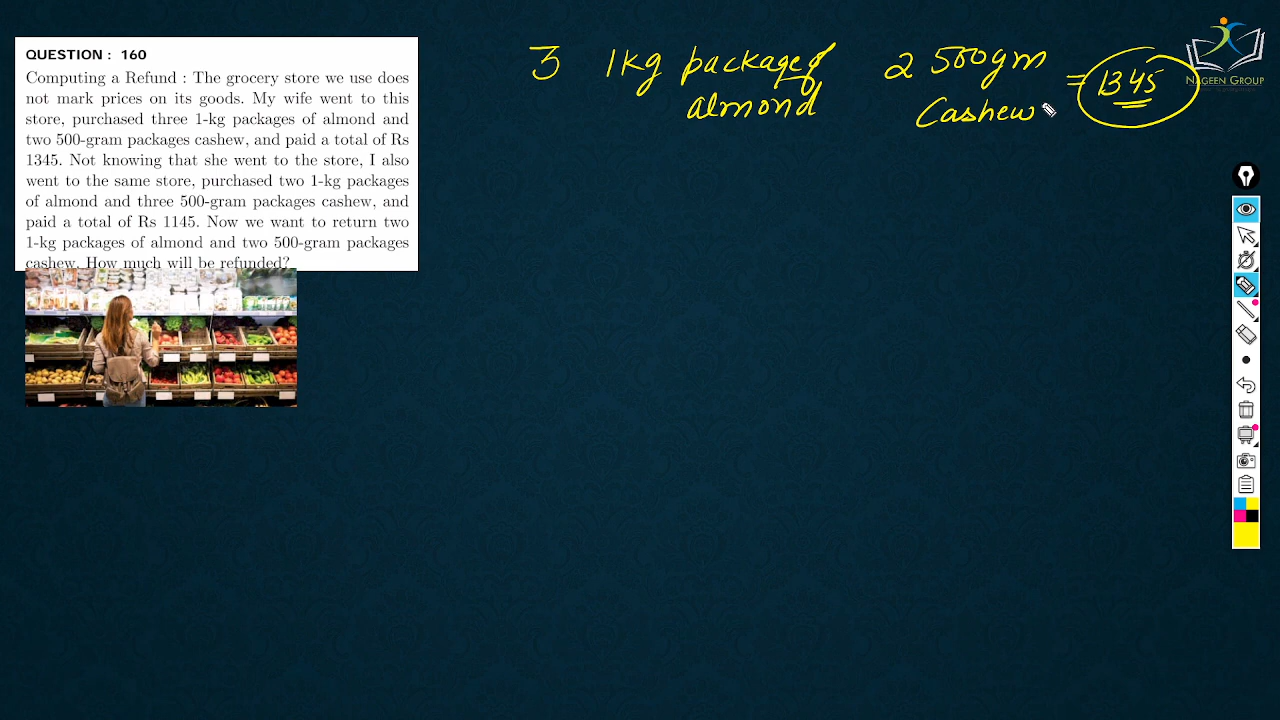 QUESTION : 160
Computing a Refund : The grocery store we use does
not mark prices on its goods. My wife went to this
store, purchased three 1-kg packages of almond and
two 500-gram packages cashew, and paid a total of Rs
1345. Not knowing that she went to the store, I also
went to the same store, purchased two 1-kg packages
of almond and three 500-gram packages cashew, and
paid a total of Rs 1145. Now we want to return two
1-kg packages of almond and two 500-gram packages
cashew. How much will be refunded?
3 1kg package of almond
2 500gm Cashew
= 1345
NAGEEN GROUP